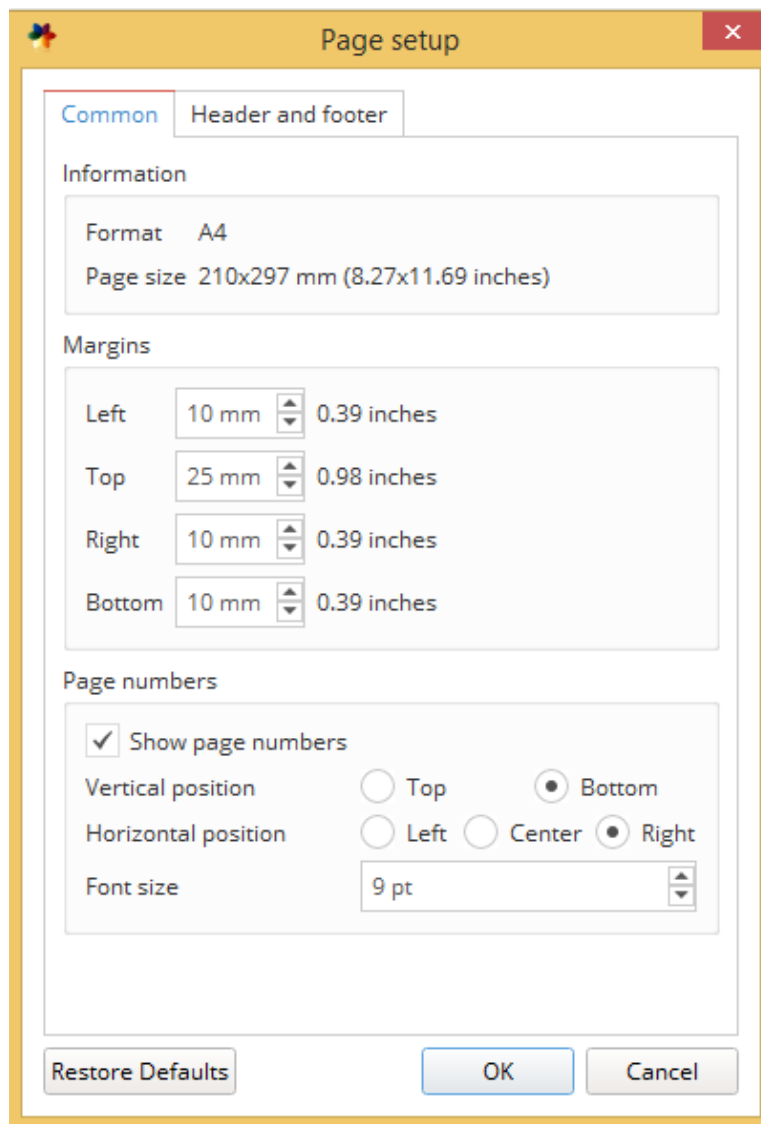 Page setup
Common Header and footer
Information
Format A4
Page size 210x297 mm (8.27x11.69 inches)
Margins
Left 10 mm 0.39 inches
Top 25 mm 0.98 inches
Right 10 mm 0.39 inches
Bottom 10 mm 0.39 inches
Page numbers
Show page numbers
Vertical position Top Bottom
Horizontal position Left Center Right
Font size 9 pt
Restore Defaults OK Cancel